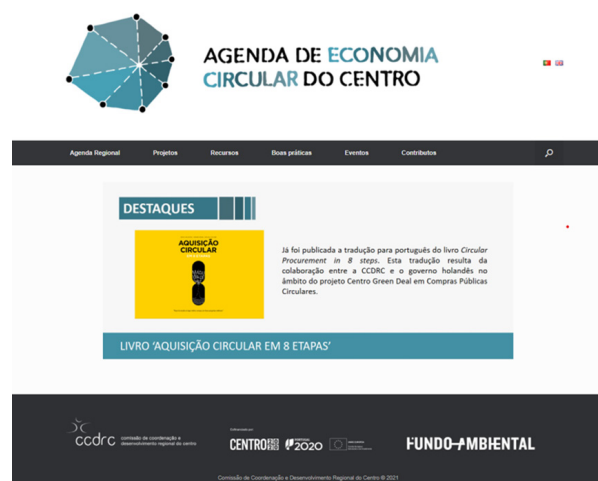 AGENDA DE ECONOMIA
CIRCULAR DO CENTRO
Agenda Regional Projetos Recursos Boas práticas Eventos Contributos
DESTAQUES
AQUISIÇÃO
CIRCULAR
Já foi publicada a tradução para português do livro Circular
Procurement in 8 steps. Esta tradução resulta da
colaboração entre a CCDRC e o governo holandês no
âmbito do projeto Centro Green Deal em Compras Públicas
Circulares.
LIVRO ‘AQUISIÇÃO CIRCULAR EM 8 ETAPAS’
ccdrc
comissão de coordenação e
desenvolvimento regional do centro
CENTRO 2020
FUNDO AMBIENTAL
Comissão de Coordenação e Desenvolvimento Regional do Centro © 2021